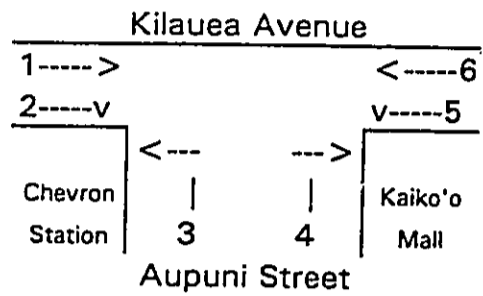 Kilauea Avenue
1-----> <-----6
2-----v v-----5
<--- --->
Chevron Station
3 4
Kaiko'o Mall
Aupuni Street